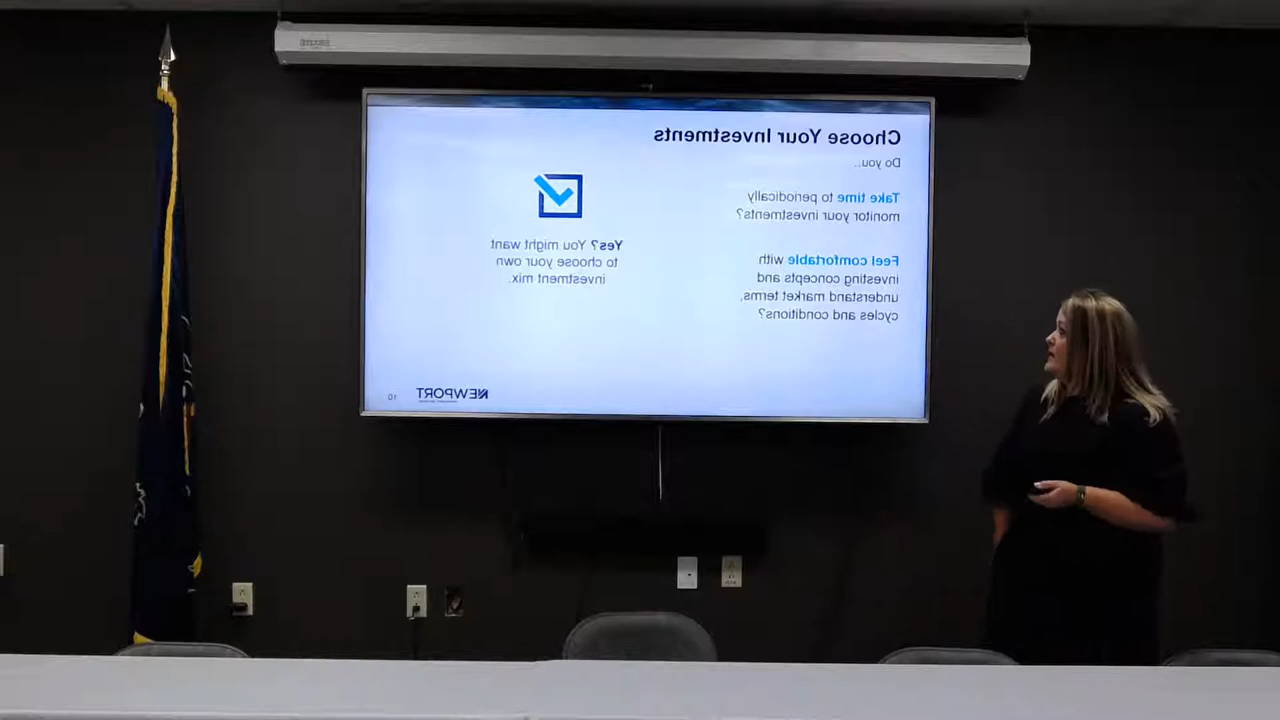 Choose Your Investments
Do you...
Take time to periodically
monitor your investments?
Feel comfortable with
investing concepts and
understand market terms,
cycles and conditions?
Yes? You might want
to choose your own
investment mix.
NEWPORT
10